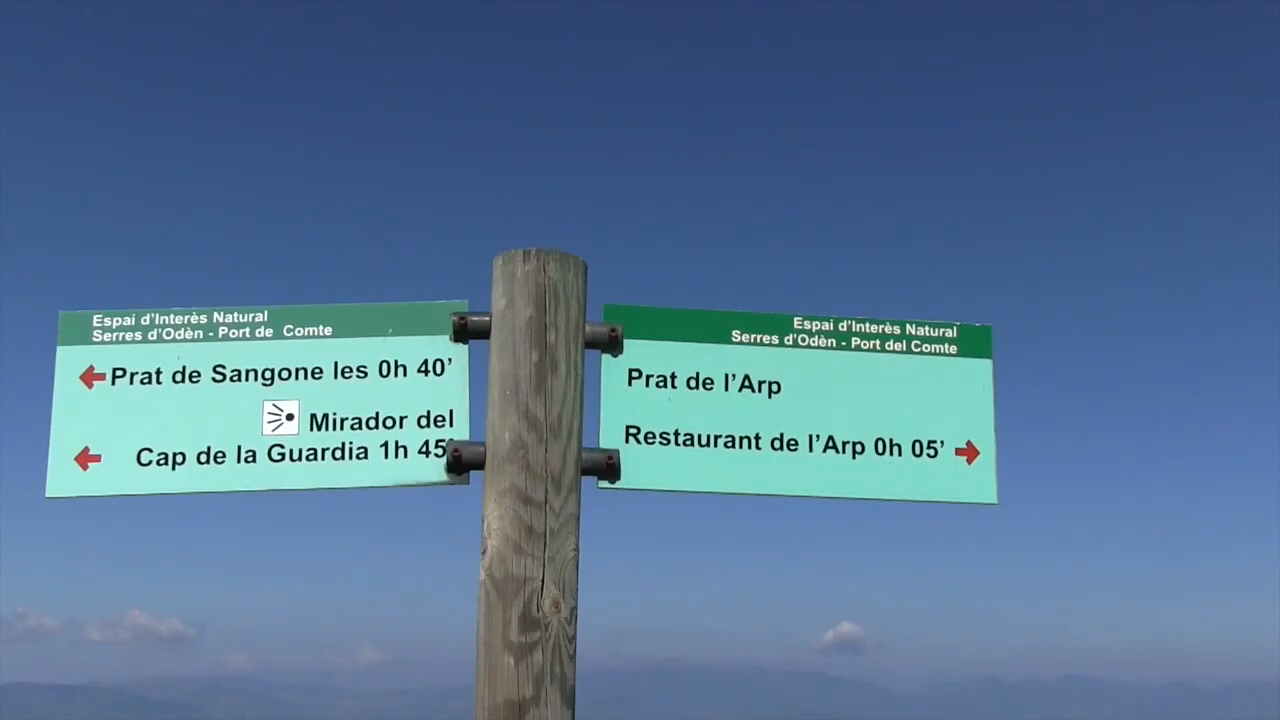 Espai d'Interès Natural
Serres d'Odèn - Port de Comte
Prat de Sangone les 0h 40'
Mirador del
Cap de la Guardia 1h 45'
Espai d'Interès Natural
Serres d'Odèn - Port del Comte
Prat de l'Arp
Restaurant de l'Arp 0h 05'